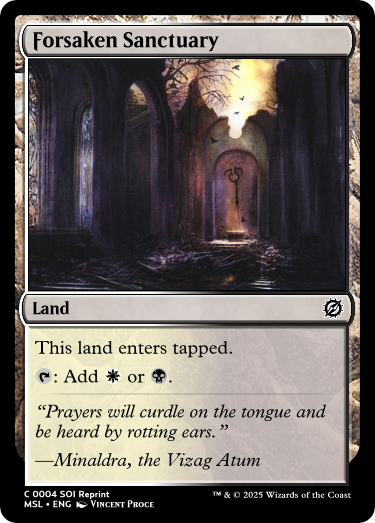 Forsaken Sanctuary
Land
This land enters tapped.
: Add or .
“Prayers will curdle on the tongue and
be heard by rotting ears.”
—Minaldra, the Vizag Atum
C 0004 SOI Reprint
MSL • ENG Vincent Proce
™ & © 2025 Wizards of the Coast